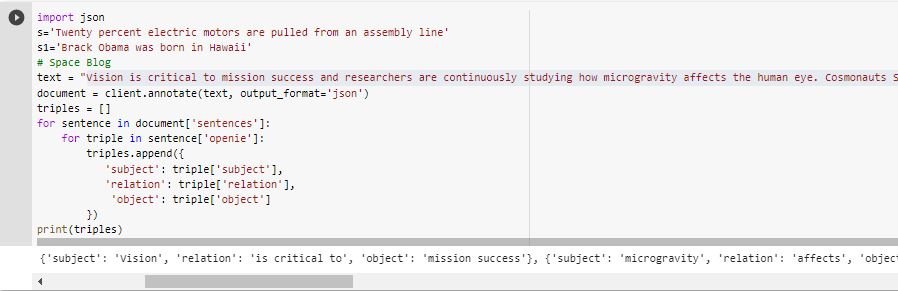 import json
s='Twenty percent electric motors are pulled from an assembly line'
s1='Brack Obama was born in Hawaii'
# Space Blog
text = "Vision is critical to mission success and researchers are continuously studying how microgravity affects the human eye. Cosmonauts S
document = client.annotate(text, output_format='json')
triples = []
for sentence in document['sentences']:
    for triple in sentence['openie']:
        triples.append({
           'subject': triple['subject'],
           'relation': triple['relation'],
            'object': triple['object']
        })
print(triples)
{'subject': 'Vision', 'relation': 'is critical to', 'object': 'mission success'}, {'subject': 'microgravity', 'relation': 'affects', 'objec